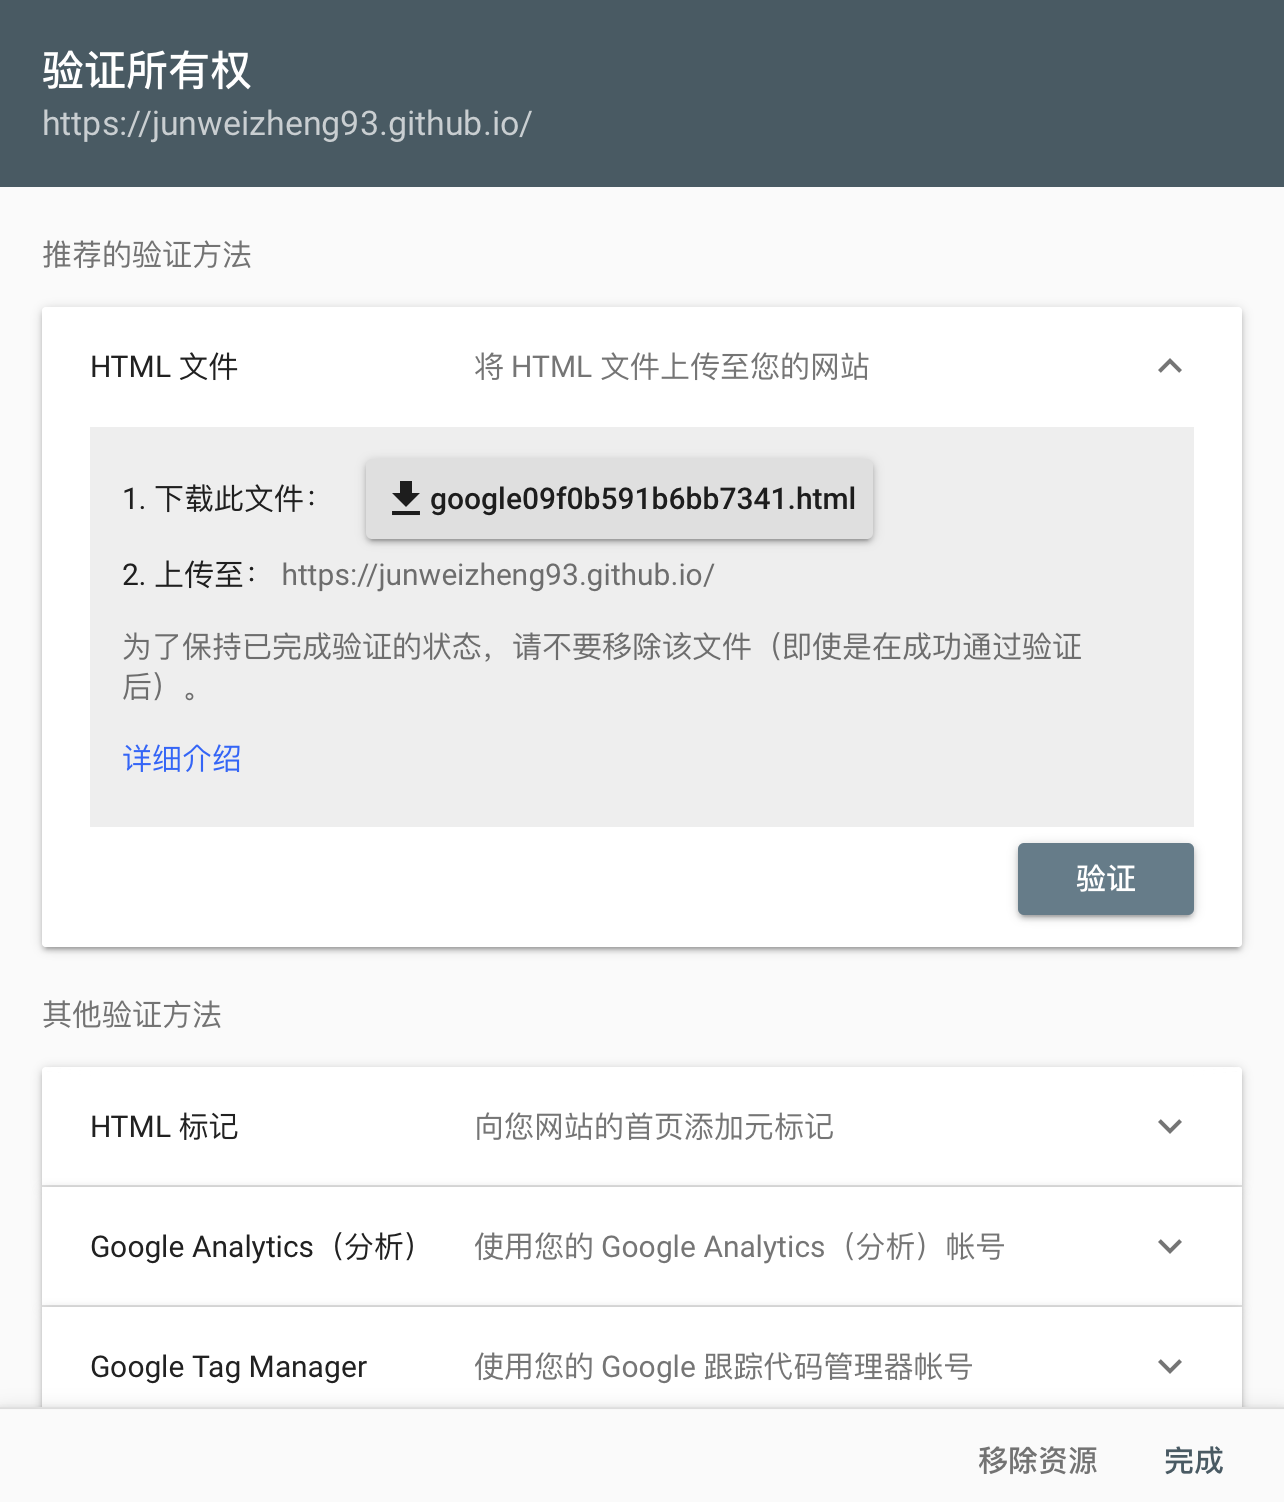 验证所有权
https://junweizheng93.github.io/
推荐的验证方法
HTML 文件
将 HTML 文件上传至您的网站
1. 下载此文件：
google09f0b591b6bb7341.html
2. 上传至： https://junweizheng93.github.io/
为了保持已完成验证的状态，请不要移除该文件（即使是在成功通过验证
后）。
详细介绍
验证
其他验证方法
HTML 标记
向您网站的首页添加元标记
Google Analytics（分析）
使用您的 Google Analytics（分析）帐号
Google Tag Manager
使用您的 Google 跟踪代码管理器帐号
移除资源
完成